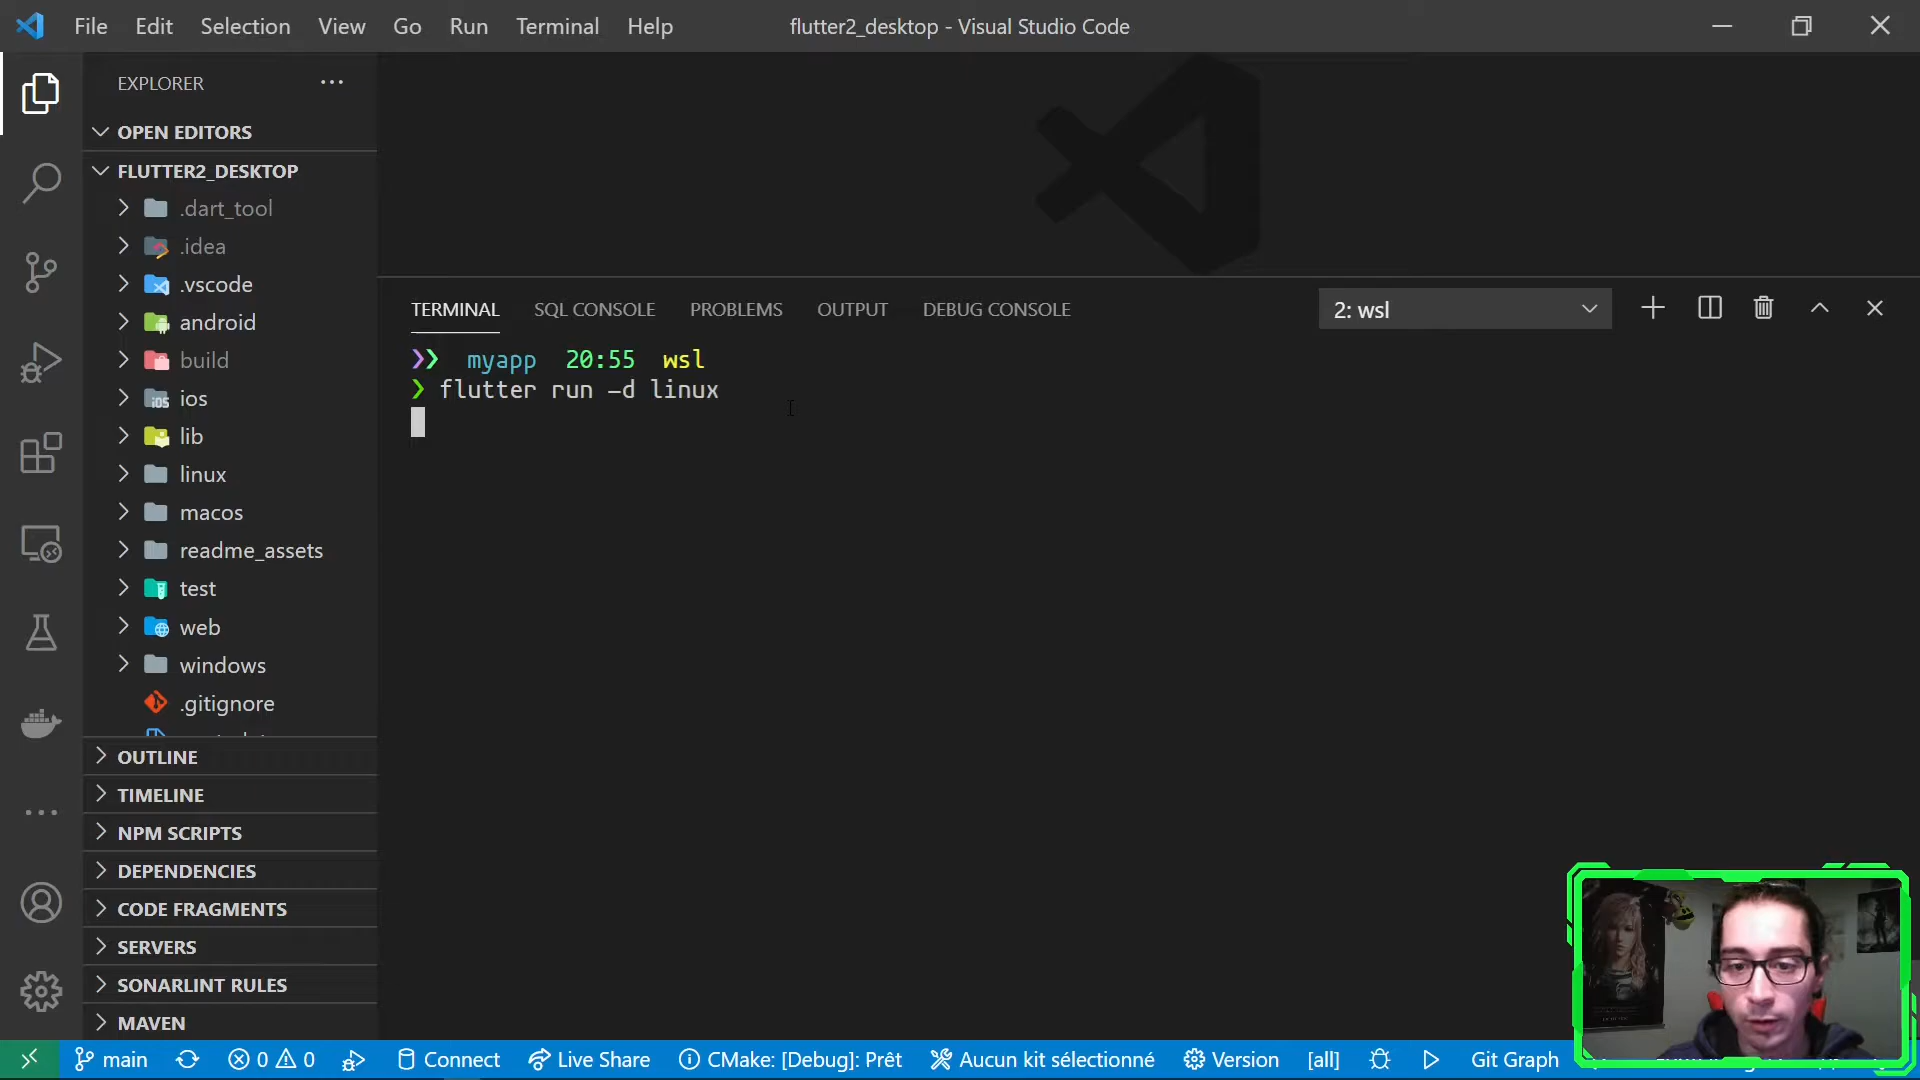 File Edit Selection View Go Run Terminal Help
flutter2_desktop - Visual Studio Code
EXPLORER
OPEN EDITORS
FLUTTER2_DESKTOP
.dart_tool
.idea
.vscode
android
build
ios
lib
linux
macos
readme_assets
test
web
windows
.gitignore
OUTLINE
TIMELINE
NPM SCRIPTS
DEPENDENCIES
CODE FRAGMENTS
SERVERS
SONARLINT RULES
MAVEN
TERMINAL SQL CONSOLE PROBLEMS OUTPUT DEBUG CONSOLE
2: wsl
❯❯ myapp 20:55 wsl
❯ flutter run -d linux
main 0 0 Connect Live Share CMake: [Debug]: Prêt Aucun kit sélectionné Version [all] Git Graph